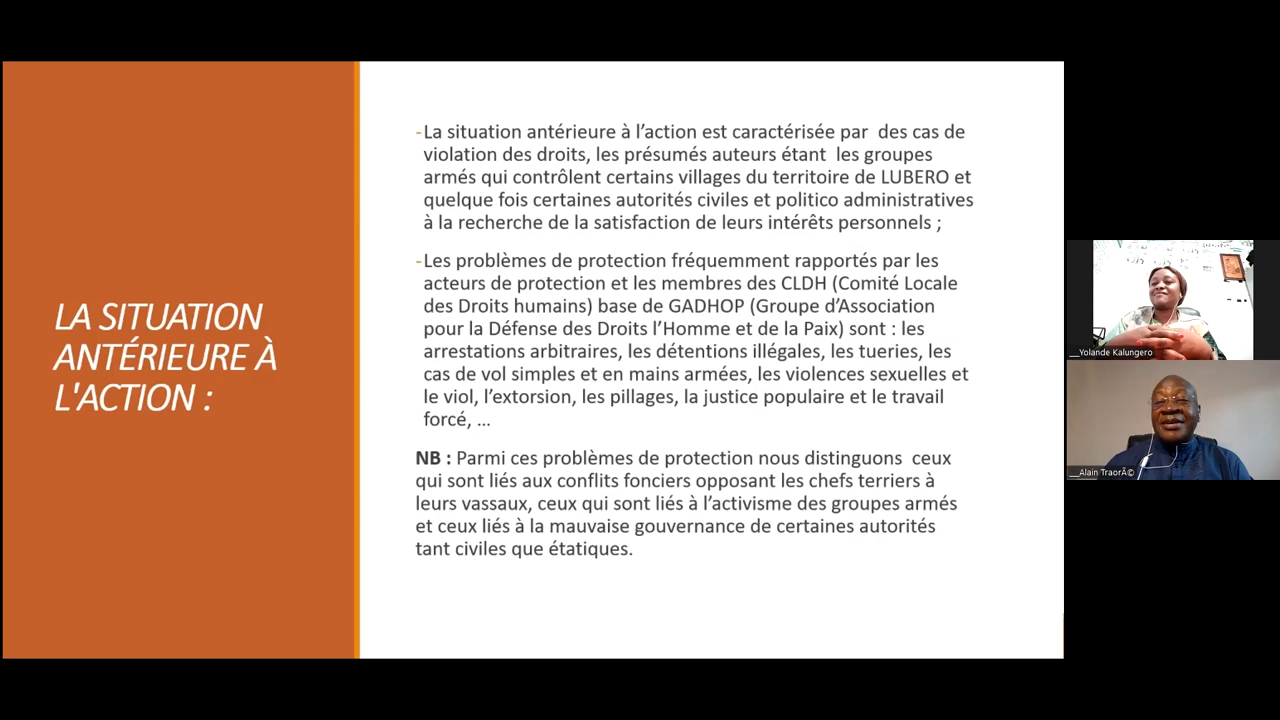 LA SITUATION
ANTÉRIEURE À
L'ACTION :
-La situation antérieure à l’action est caractérisée par  des cas de
violation des droits, les présumés auteurs étant  les groupes
armés qui contrôlent certains villages du territoire de LUBERO et
quelque fois certaines autorités civiles et politico administratives
à la recherche de la satisfaction de leurs intérêts personnels ;
-Les problèmes de protection fréquemment rapportés par les
acteurs de protection et les membres des CLDH (Comité Locale
des Droits humains) base de GADHOP (Groupe d’Association
pour la Défense des Droits l’Homme et de la Paix) sont : les
arrestations arbitraires, les détentions illégales, les tueries, les
cas de vol simples et en mains armées, les violences sexuelles et
le viol, l’extorsion, les pillages, la justice populaire et le travail
forcé, ...
NB : Parmi ces problèmes de protection nous distinguons  ceux
qui sont liés aux conflits fonciers opposant les chefs terriers à
leurs vassaux, ceux qui sont liés à l’activisme des groupes armés
et ceux liés à la mauvaise gouvernance de certaines autorités
tant civiles que étatiques.
__Yolande Kalungero
__Alain TraorÃ©